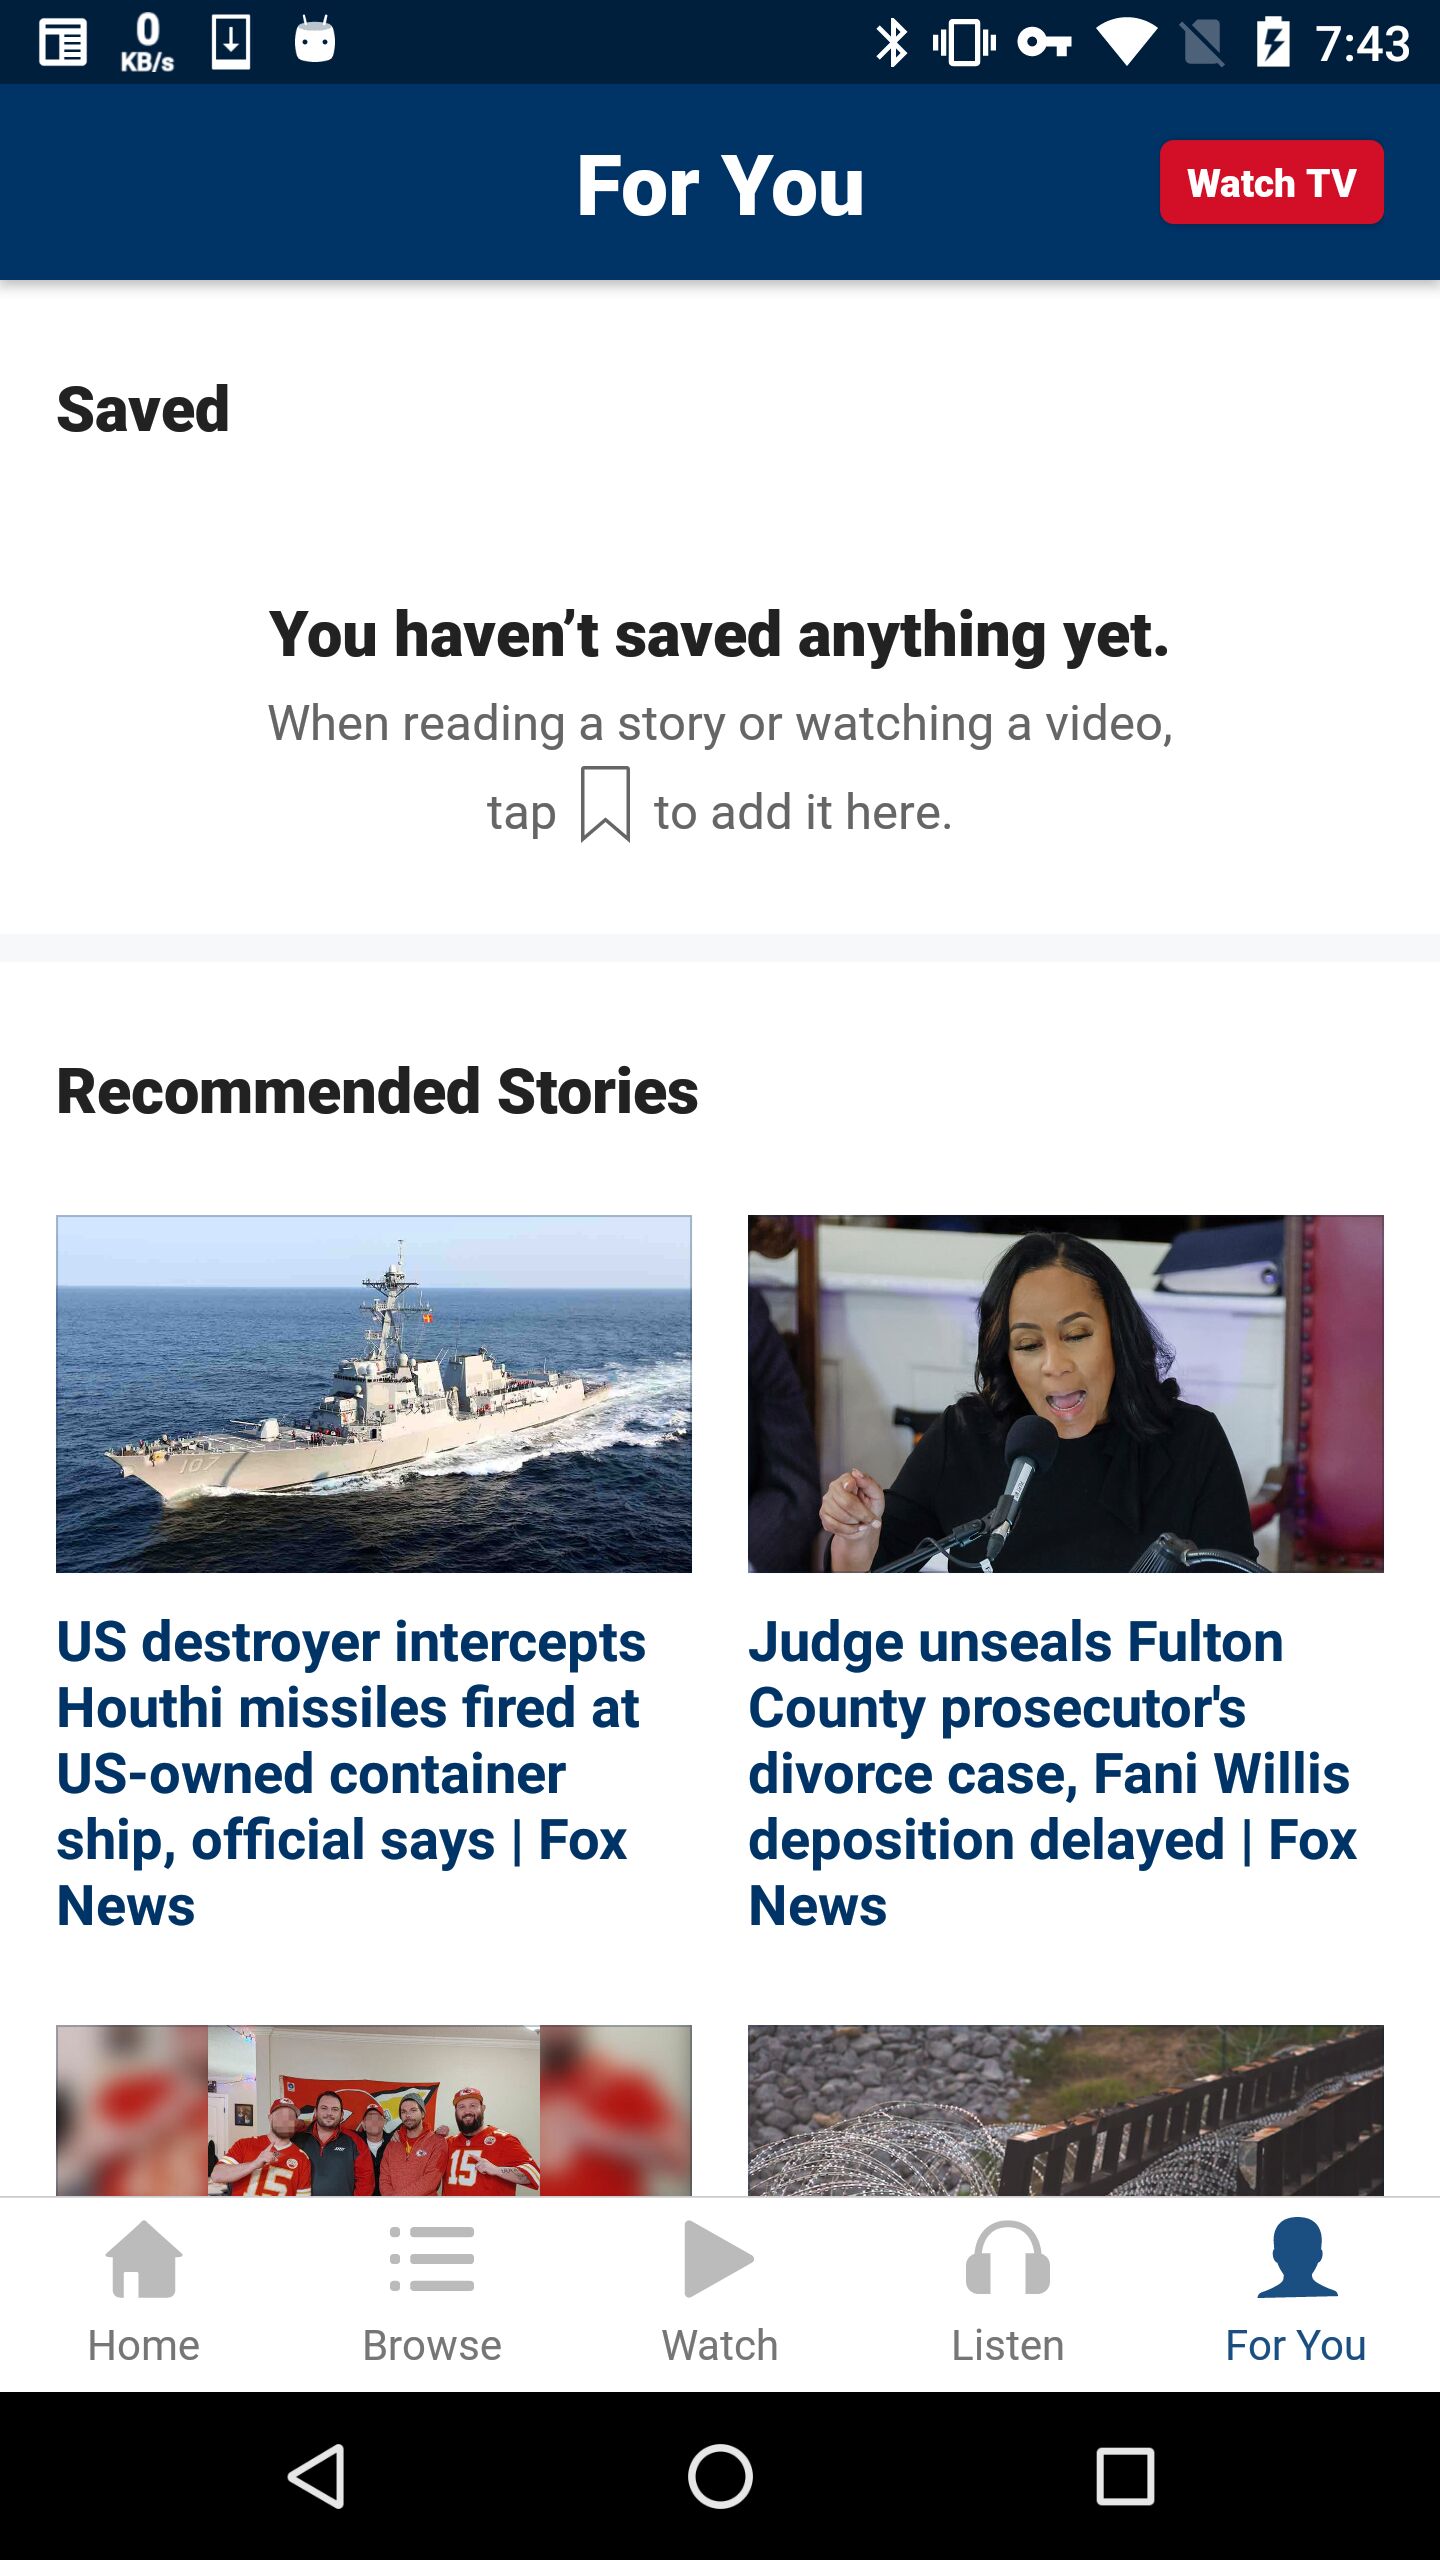 0
KB/s
7:43
For You
Watch TV
Saved
You haven’t saved anything yet.
When reading a story or watching a video,
tap to add it here.
Recommended Stories
107
US destroyer intercepts
Houthi missiles fired at
US-owned container
ship, official says | Fox
News
Judge unseals Fulton
County prosecutor's
divorce case, Fani Willis
deposition delayed | Fox
News
15
15
Home
Browse
Watch
Listen
For You